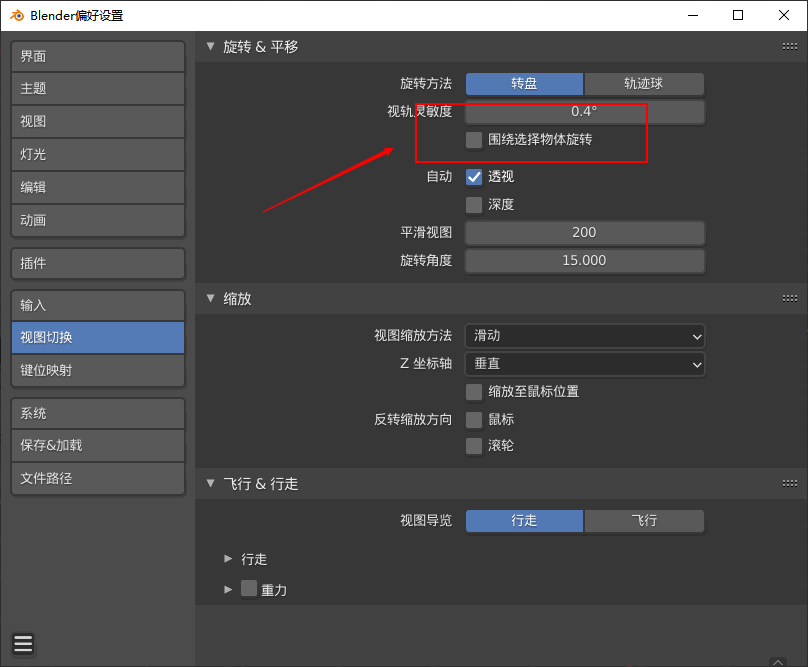 Blender偏好设置
界面
主题
视图
灯光
编辑
动画
插件
输入
视图切换
键位映射
系统
保存&加载
文件路径
旋转 & 平移
旋转方法 转盘 轨迹球
视轨灵敏度 0.4°
围绕选择物体旋转
自动 透视
深度
平滑视图 200
旋转角度 15.000
缩放
视图缩放方法 滑动
Z 坐标轴 垂直
缩放至鼠标位置
反转缩放方向 鼠标
滚轮
飞行 & 行走
视图导览 行走 飞行
行走
重力